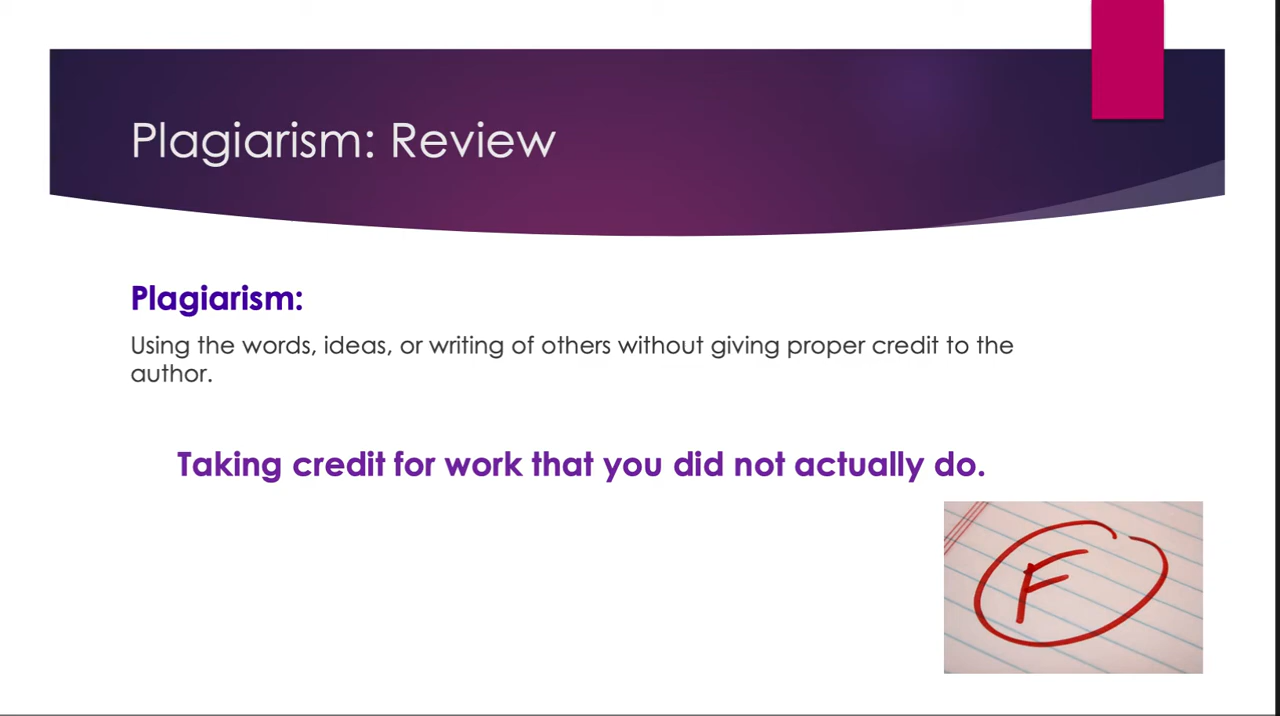 Plagiarism: Review
Plagiarism:
Using the words, ideas, or writing of others without giving proper credit to the
author.
Taking credit for work that you did not actually do.
F